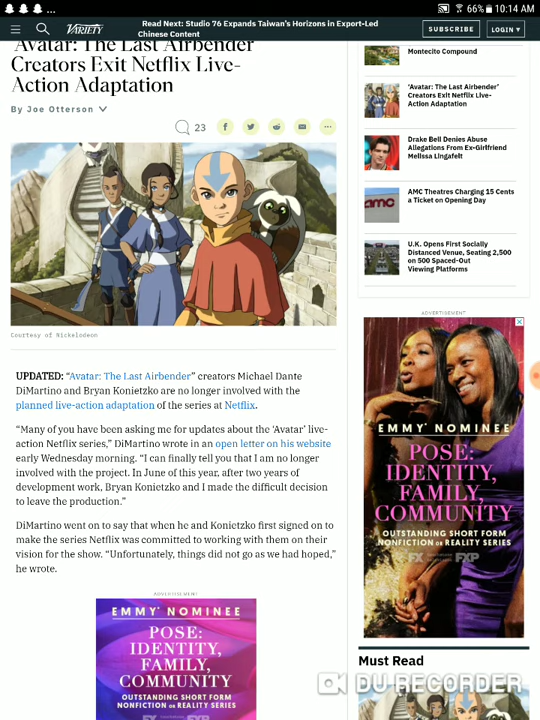 66% 10:14 AM
VARIETY
Read Next: Studio 76 Expands Taiwan's Horizons in Export-Led
Chinese Content
SUBSCRIBE
LOGIN
'Avatar: The Last Airbender'
Creators Exit Netflix Live-
Action Adaptation
By Joe Otterson
23
Courtesy of Nickelodeon
UPDATED: "Avatar: The Last Airbender" creators Michael Dante
DiMartino and Bryan Konietzko are no longer involved with the
planned live-action adaptation of the series at Netflix.
"Many of you have been asking me for updates about the 'Avatar' live-
action Netflix series," DiMartino wrote in an open letter on his website
early Wednesday morning. "I can finally tell you that I am no longer
involved with the project. In June of this year, after two years of
development work, Bryan Konietzko and I made the difficult decision
to leave the production."
DiMartino went on to say that when he and Konietzko first signed on to
make the series Netflix was committed to working with them on their
vision for the show. "Unfortunately, things did not go as we had hoped,"
he wrote.
ADVERTISEMENT
EMMY NOMINEE
POSE:
IDENTITY,
FAMILY,
COMMUNITY
OUTSTANDING SHORT FORM
NONFICTION OR REALITY SERIES
FX
FXP
Montecito Compound
'Avatar: The Last Airbender'
Creators Exit Netflix Live-
Action Adaptation
Drake Bell Denies Abuse
Allegations From Ex-Girlfriend
Melissa Lingafelt
amc
AMC Theatres Charging 15 Cents
a Ticket on Opening Day
U.K. Opens First Socially
Distanced Venue, Seating 2,500
on 500 Spaced-Out
Viewing Platforms
ADVERTISEMENT
EMMY NOMINEE
POSE:
IDENTITY,
FAMILY,
COMMUNITY
OUTSTANDING SHORT FORM
NONFICTION OR REALITY SERIES
FX
FXP
Must Read
DU RECORDER